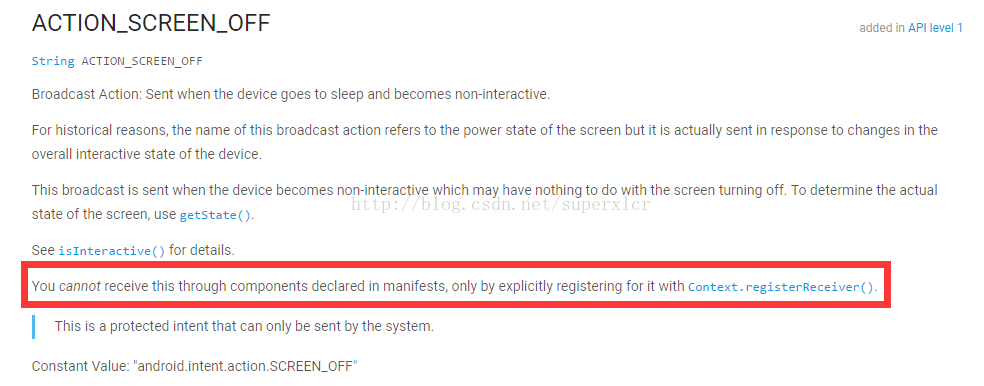 ACTION_SCREEN_OFF
added in API level 1
String ACTION_SCREEN_OFF
Broadcast Action: Sent when the device goes to sleep and becomes non-interactive.
For historical reasons, the name of this broadcast action refers to the power state of the screen but it is actually sent in response to changes in the
overall interactive state of the device.
This broadcast is sent when the device becomes non-interactive which may have nothing to do with the screen turning off. To determine the actual
state of the screen, use getState().
http://blog.csdn.net/superxlcr
See isInteractive() for details.
You cannot receive this through components declared in manifests, only by explicitly registering for it with Context.registerReceiver().
This is a protected intent that can only be sent by the system.
Constant Value: "android.intent.action.SCREEN_OFF"